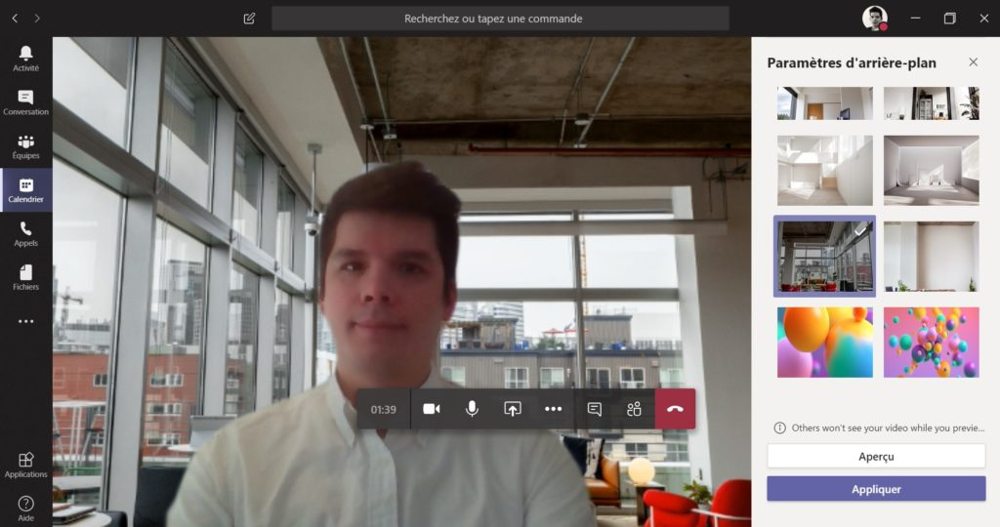 Recherchez ou tapez une commande
Activité
Conversation
Équipes
Calendrier
Appels
Fichiers
Applications
Aide
01:39
Paramètres d'arrière-plan
Others won't see your video while you previe...
Aperçu
Appliquer